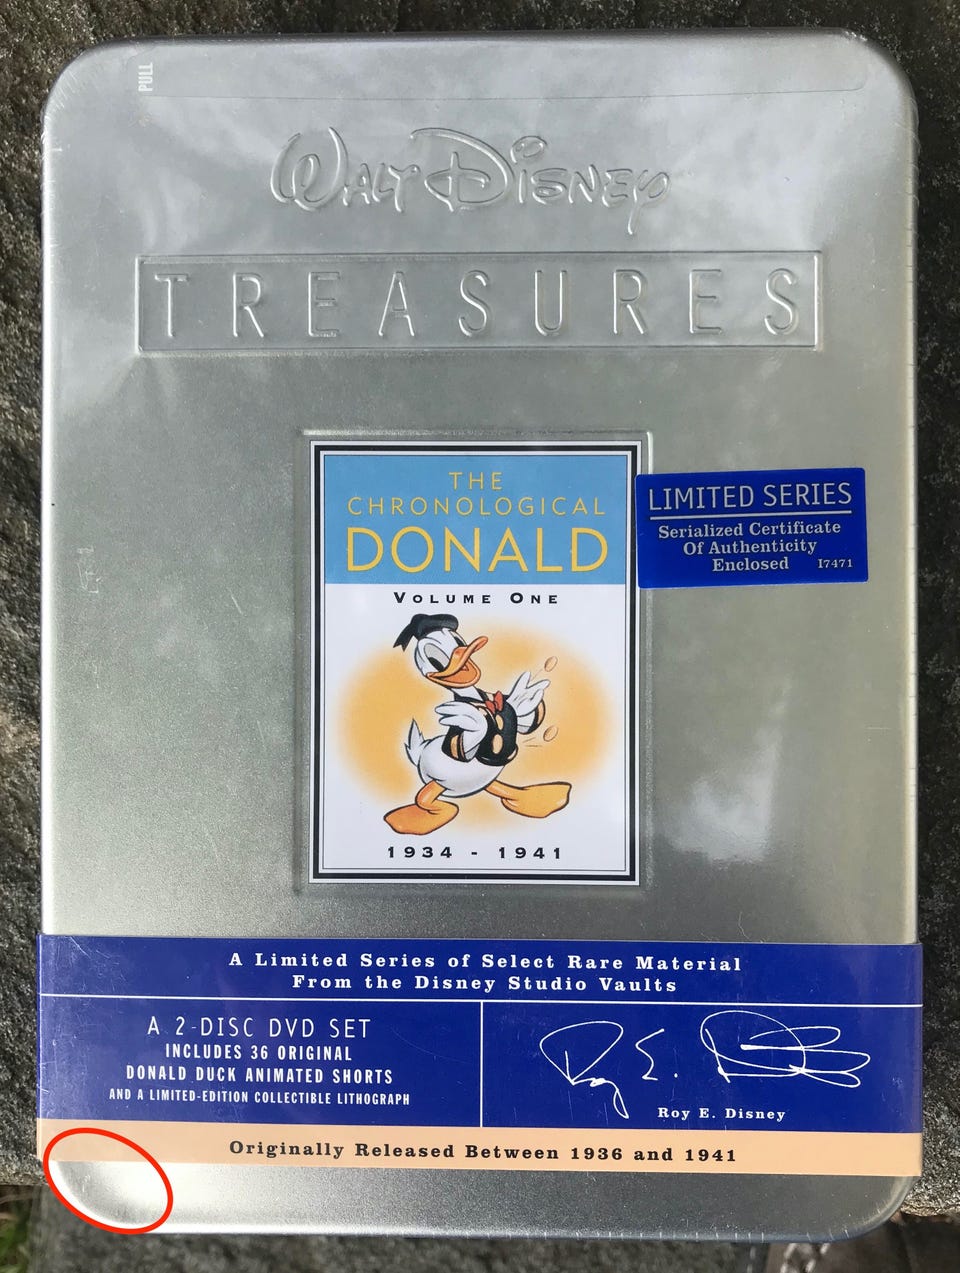 PULL
WALT DISNEY
TREASURES
THE
CHRONOLOGICAL
DONALD
VOLUME ONE
1934 - 1941
LIMITED SERIES
Serialized Certificate
Of Authenticity
Enclosed 17471
A Limited Series of Select Rare Material
From the Disney Studio Vaults
A 2-DISC DVD SET
INCLUDES 36 ORIGINAL
DONALD DUCK ANIMATED SHORTS
AND A LIMITED-EDITION COLLECTIBLE LITHOGRAPH
Roy E. Disney
Roy E. Disney
Originally Released Between 1936 and 1941